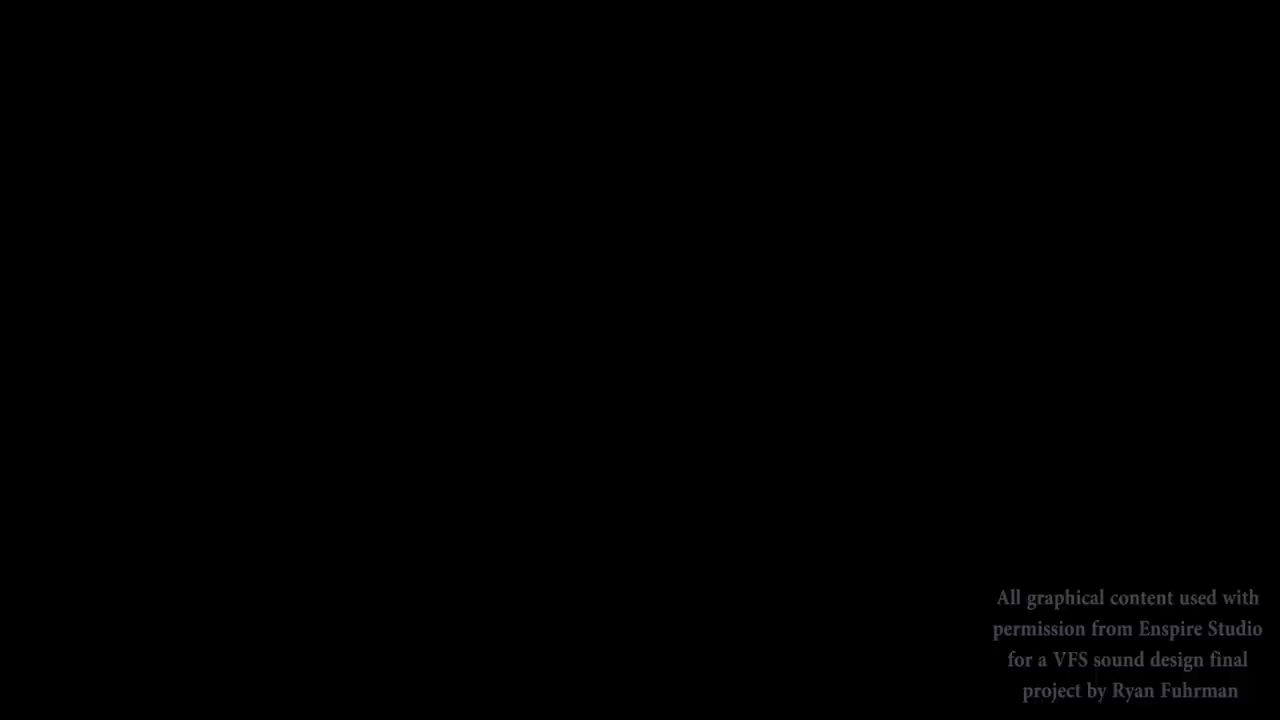 All graphical content used with
permission from Enspire Studio
for a VFS sound design final
project by Ryan Fuhrman